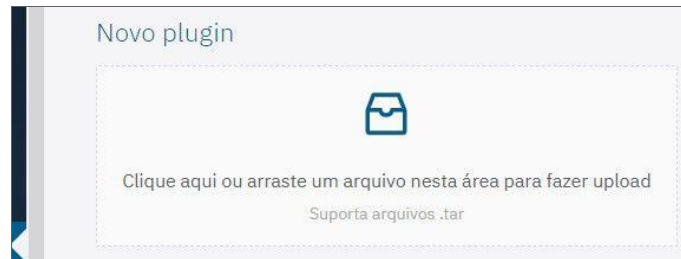 Novo plugin
Clique aqui ou arraste um arquivo nesta área para fazer upload
Suporta arquivos .tar